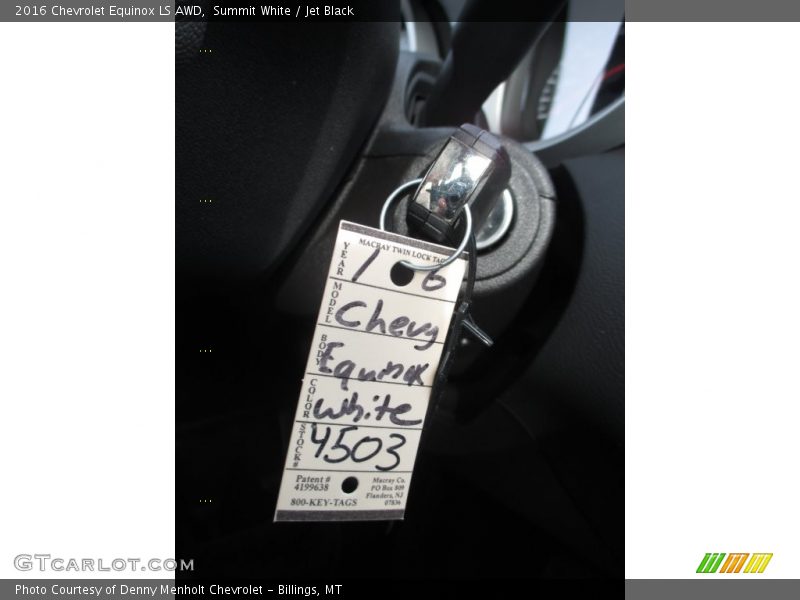 2016 Chevrolet Equinox LS AWD, Summit White / Jet Black
MACRAY TWIN LOCK TAG
YEAR 16
MODEL Chevy
BODY Equinox
COLOR White
STOCK# 4503
Patent #
4199638
800-KEY-TAGS
Macray Co.
PO Box 809
Flanders, NJ
07836
GTCARLOT.COM
Photo Courtesy of Denny Menholt Chevrolet - Billings, MT